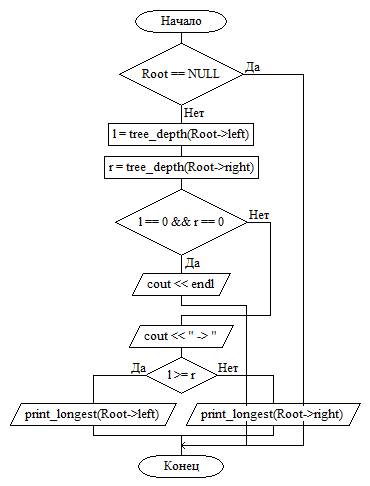 Начало
Root == NULL
Да
Нет
l = tree_depth(Root->left)
r = tree_depth(Root->right)
l == 0 && r == 0
Нет
Да
cout << endl
cout << " -> "
Да
l >= r
Нет
print_longest(Root->left)
print_longest(Root->right)
Конец